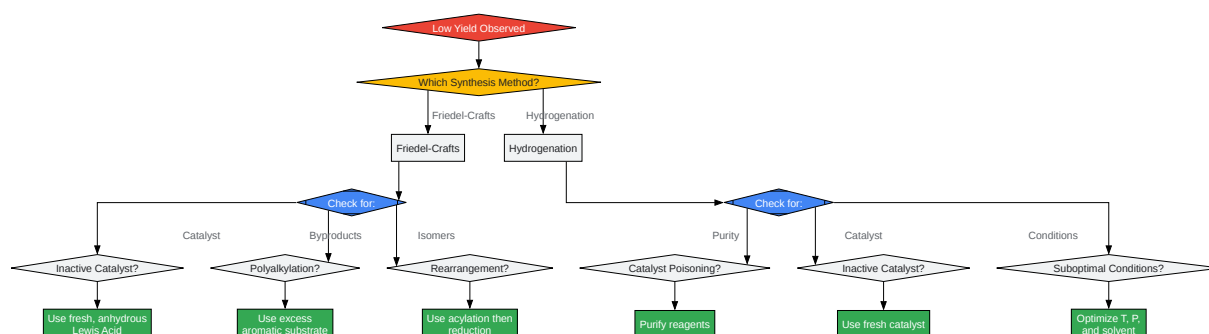 Low Yield Observed
Which Synthesis Method?
Friedel-Crafts
Hydrogenation
Friedel-Crafts
Hydrogenation
Check for:
Check for:
Catalyst
Byproducts
Isomers
Purity
Catalyst
Conditions
Inactive Catalyst?
Polyalkylation?
Rearrangement?
Catalyst Poisoning?
Inactive Catalyst?
Suboptimal Conditions?
Use fresh, anhydrous
Lewis Acid
Use excess
aromatic substrate
Use acylation then
reduction
Purify reagents
Use fresh catalyst
Optimize T, P,
and solvent